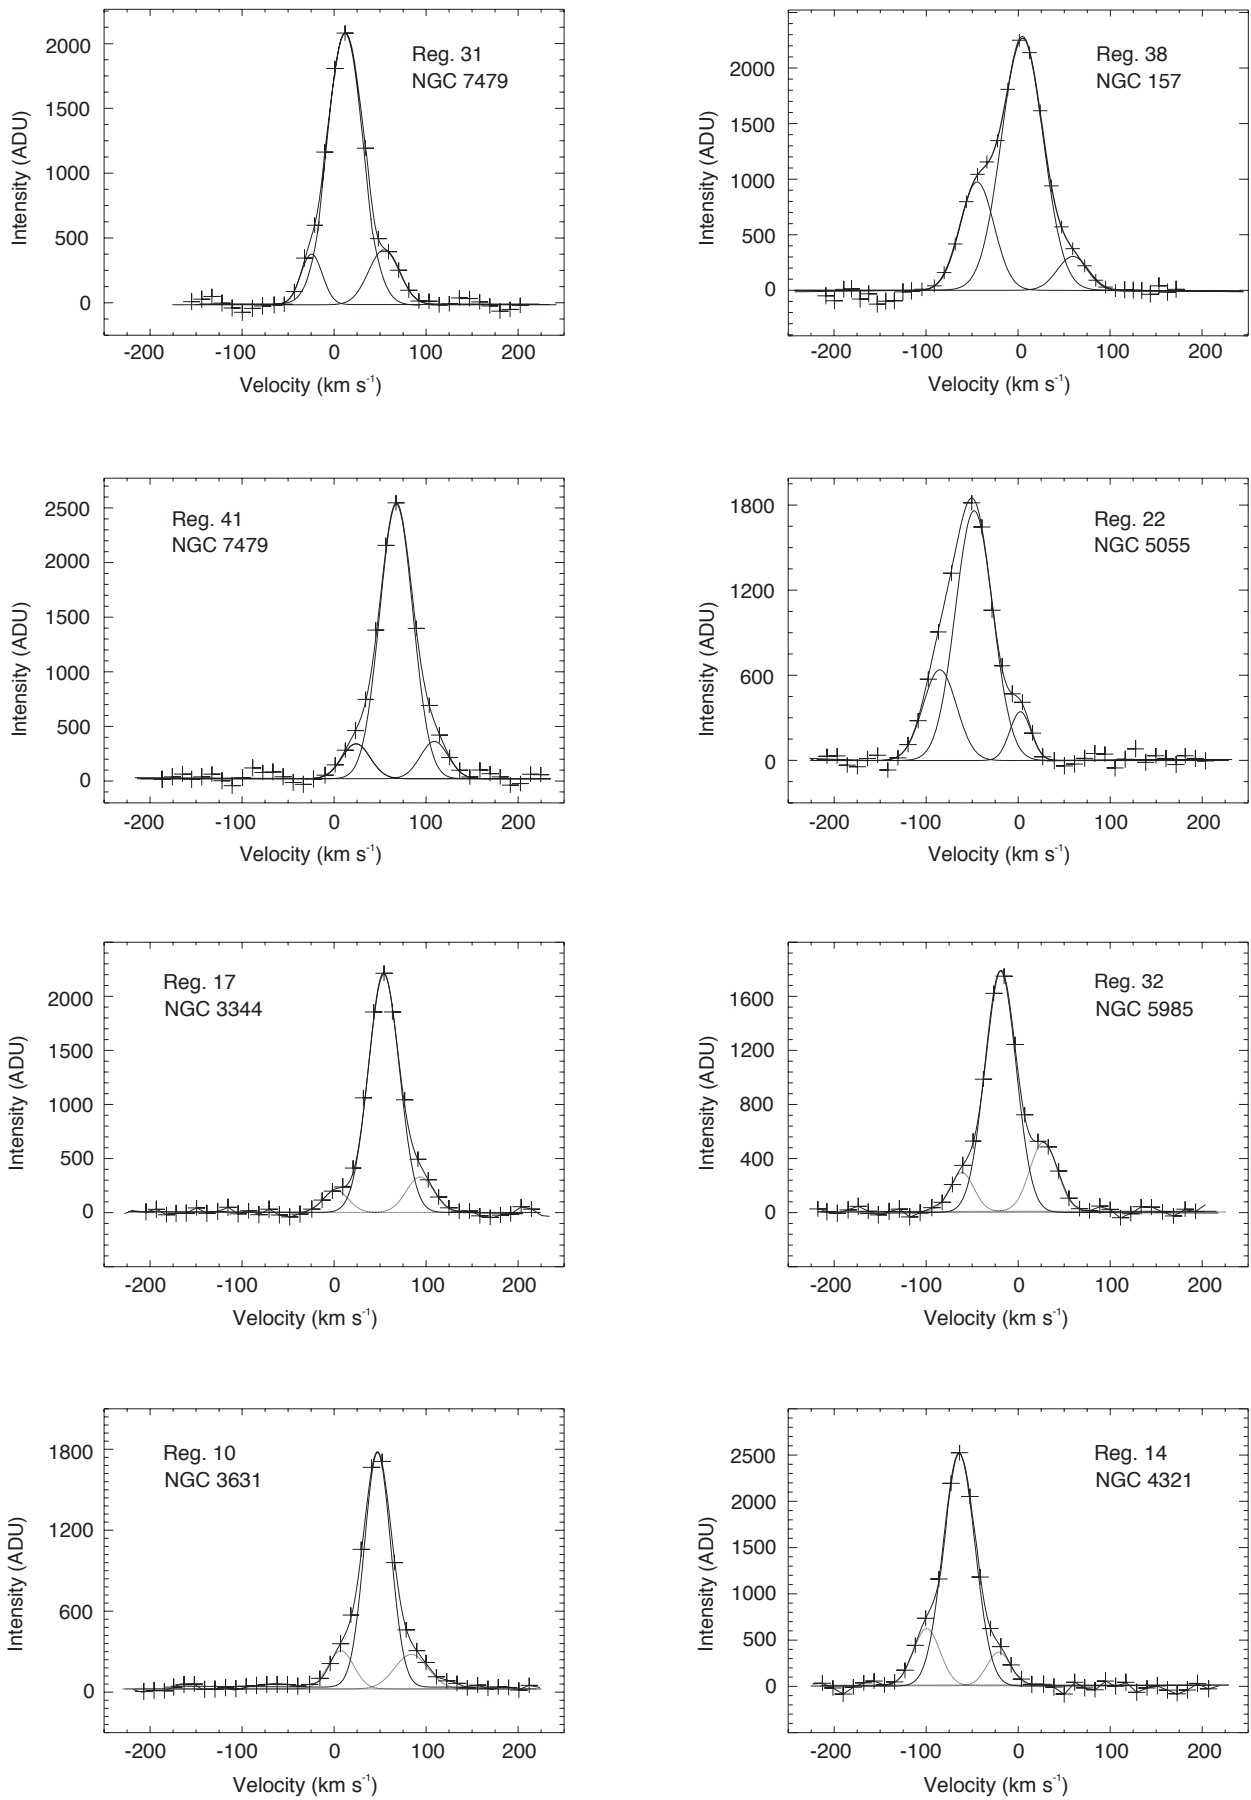 Reg. 31
NGC 7479
2000
1500
1000
500
0
-200 -100 0 100 200
Intensity (ADU)
Velocity (km s-1)
Reg. 38
NGC 157
2000
1500
1000
500
0
-200 -100 0 100 200
Intensity (ADU)
Velocity (km s-1)
Reg. 41
NGC 7479
2500
2000
1500
1000
500
0
-200 -100 0 100 200
Intensity (ADU)
Velocity (km s-1)
Reg. 22
NGC 5055
1800
1200
600
0
-200 -100 0 100 200
Intensity (ADU)
Velocity (km s-1)
Reg. 17
NGC 3344
2000
1500
1000
500
0
-200 -100 0 100 200
Intensity (ADU)
Velocity (km s-1)
Reg. 32
NGC 5985
1600
1200
800
400
0
-200 -100 0 100 200
Intensity (ADU)
Velocity (km s-1)
Reg. 10
NGC 3631
1800
1200
600
0
-200 -100 0 100 200
Intensity (ADU)
Velocity (km s-1)
Reg. 14
NGC 4321
2500
2000
1500
1000
500
0
-200 -100 0 100 200
Intensity (ADU)
Velocity (km s-1)